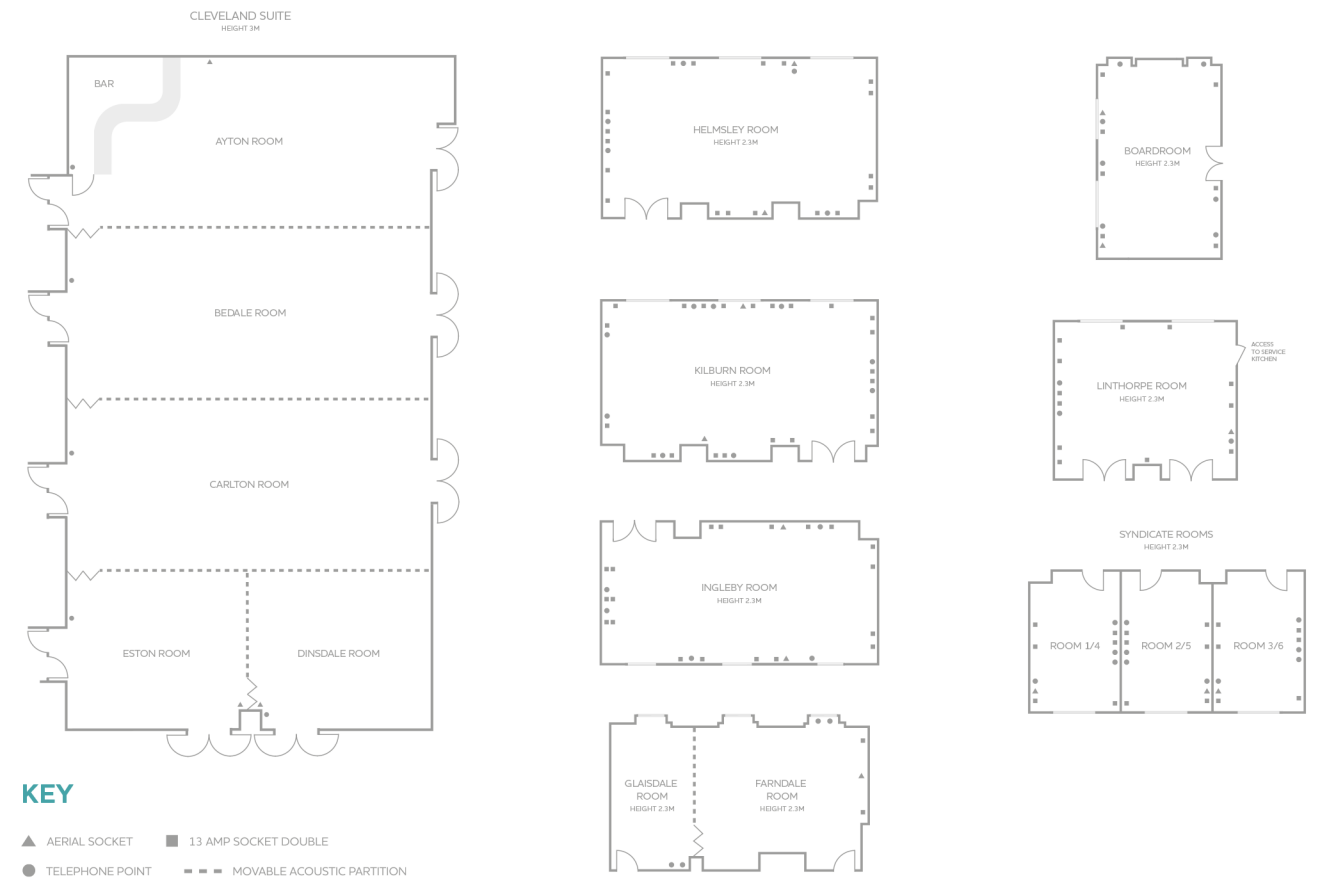 CLEVELAND SUITE
HEIGHT 3M
BAR
AYTON ROOM
BEDALE ROOM
CARLTON ROOM
ESTON ROOM
DINSDALE ROOM
HELMSLEY ROOM
HEIGHT 2.3M
KILBURN ROOM
HEIGHT 2.3M
INGLEBY ROOM
HEIGHT 2.3M
GLAISDALE
ROOM
HEIGHT 2.3M
FARNDALE
ROOM
HEIGHT 2.3M
BOARDROOM
HEIGHT 2.3M
LINTHORPE ROOM
HEIGHT 2.3M
ACCESS
TO SERVICE
KITCHEN
SYNDICATE ROOMS
HEIGHT 2.3M
ROOM 1/4
ROOM 2/5
ROOM 3/6
KEY
AERIAL SOCKET
13 AMP SOCKET DOUBLE
TELEPHONE POINT
MOVABLE ACOUSTIC PARTITION